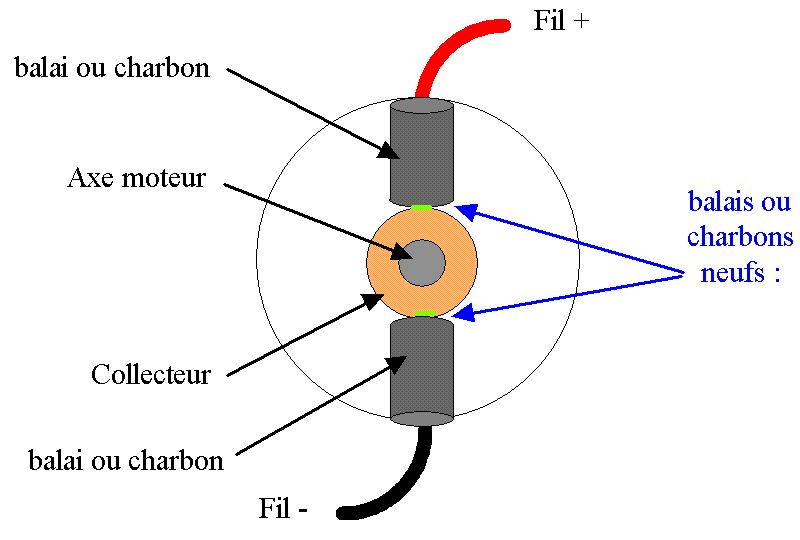 Fil +
balai ou charbon
Axe moteur
balais ou
charbons
neufs :
Collecteur
balai ou charbon
Fil -